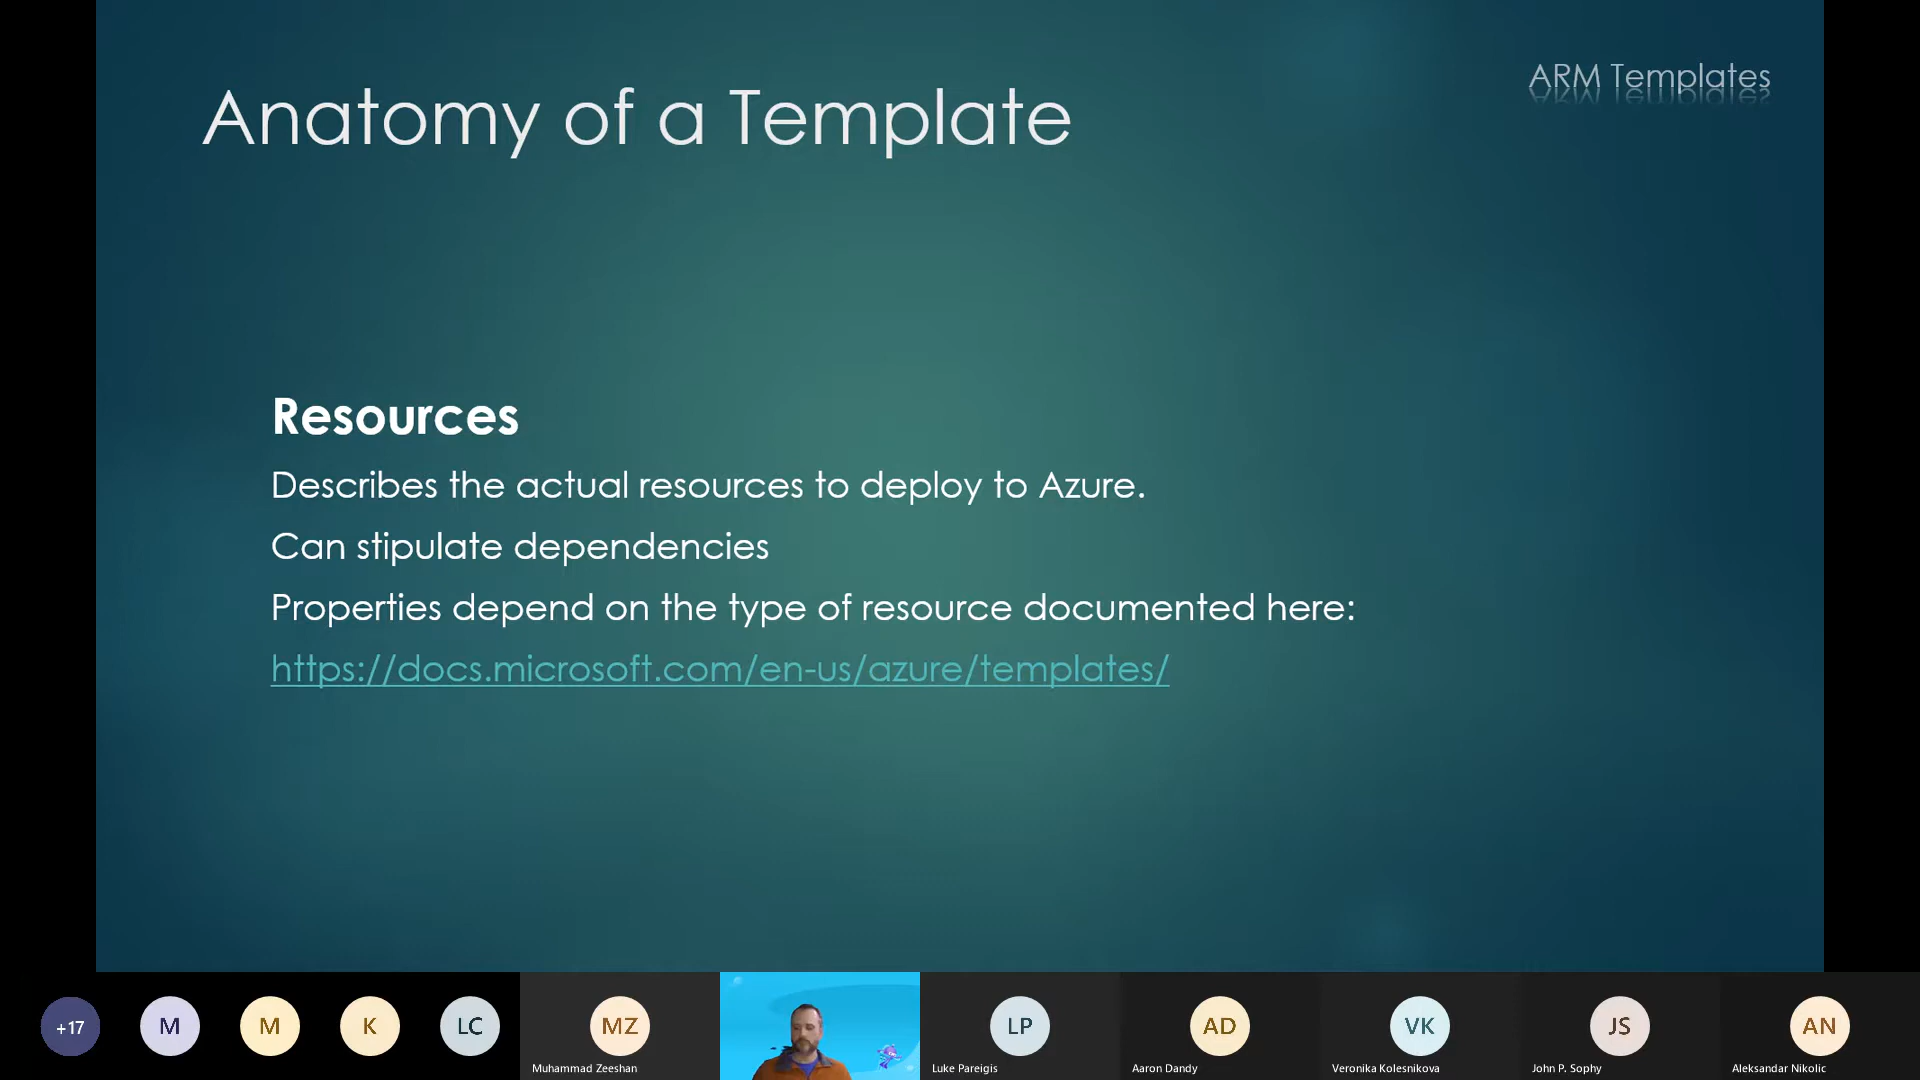 ARM Templates
Anatomy of a Template
Resources
Describes the actual resources to deploy to Azure.
Can stipulate dependencies
Properties depend on the type of resource documented here:
https://docs.microsoft.com/en-us/azure/templates/
+17
M
M
K
LC
MZ
LP
AD
VK
JS
AN
Muhammad Zeeshan
Luke Pareigis
Aaron Dandy
Veronika Kolesnikova
John P. Sophy
Aleksandar Nikolic